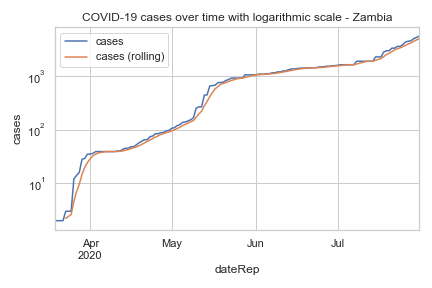 COVID-19 cases over time with logarithmic scale - Zambia
cases
cases (rolling)
10³
10²
10¹
cases
Apr
2020
May
Jun
Jul
dateRep